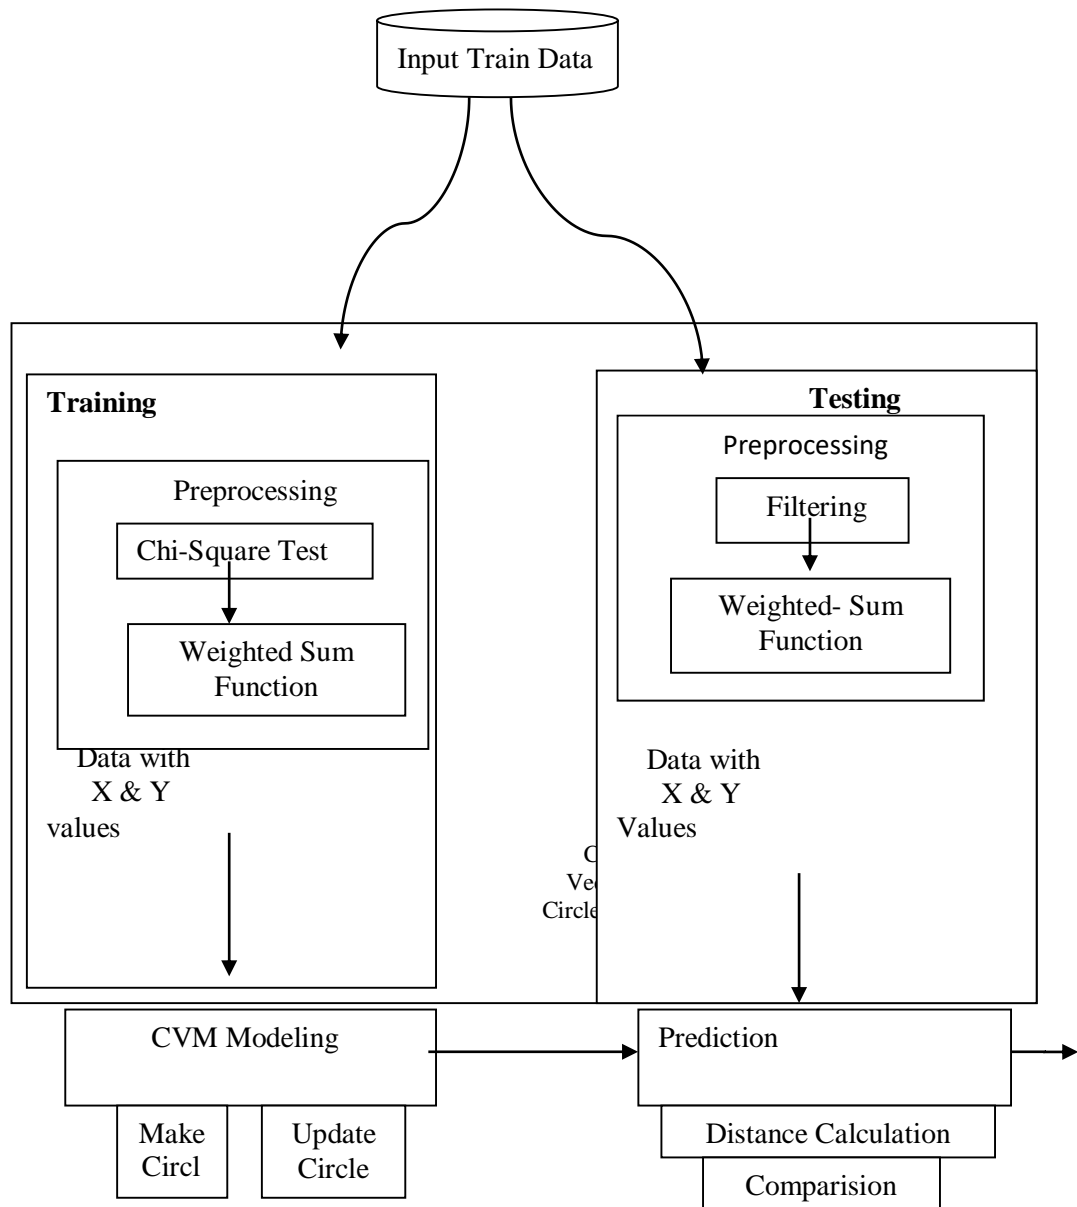 Input Train Data
Training
Preprocessing
Chi-Square Test
Weighted Sum
Function
Data with
X & Y
values
Testing
Preprocessing
Filtering
Weighted- Sum
Function
Data with
X & Y
Values
Circle
CVM Modeling
Make
Circl
Update
Circle
Prediction
Distance Calculation
Comparision